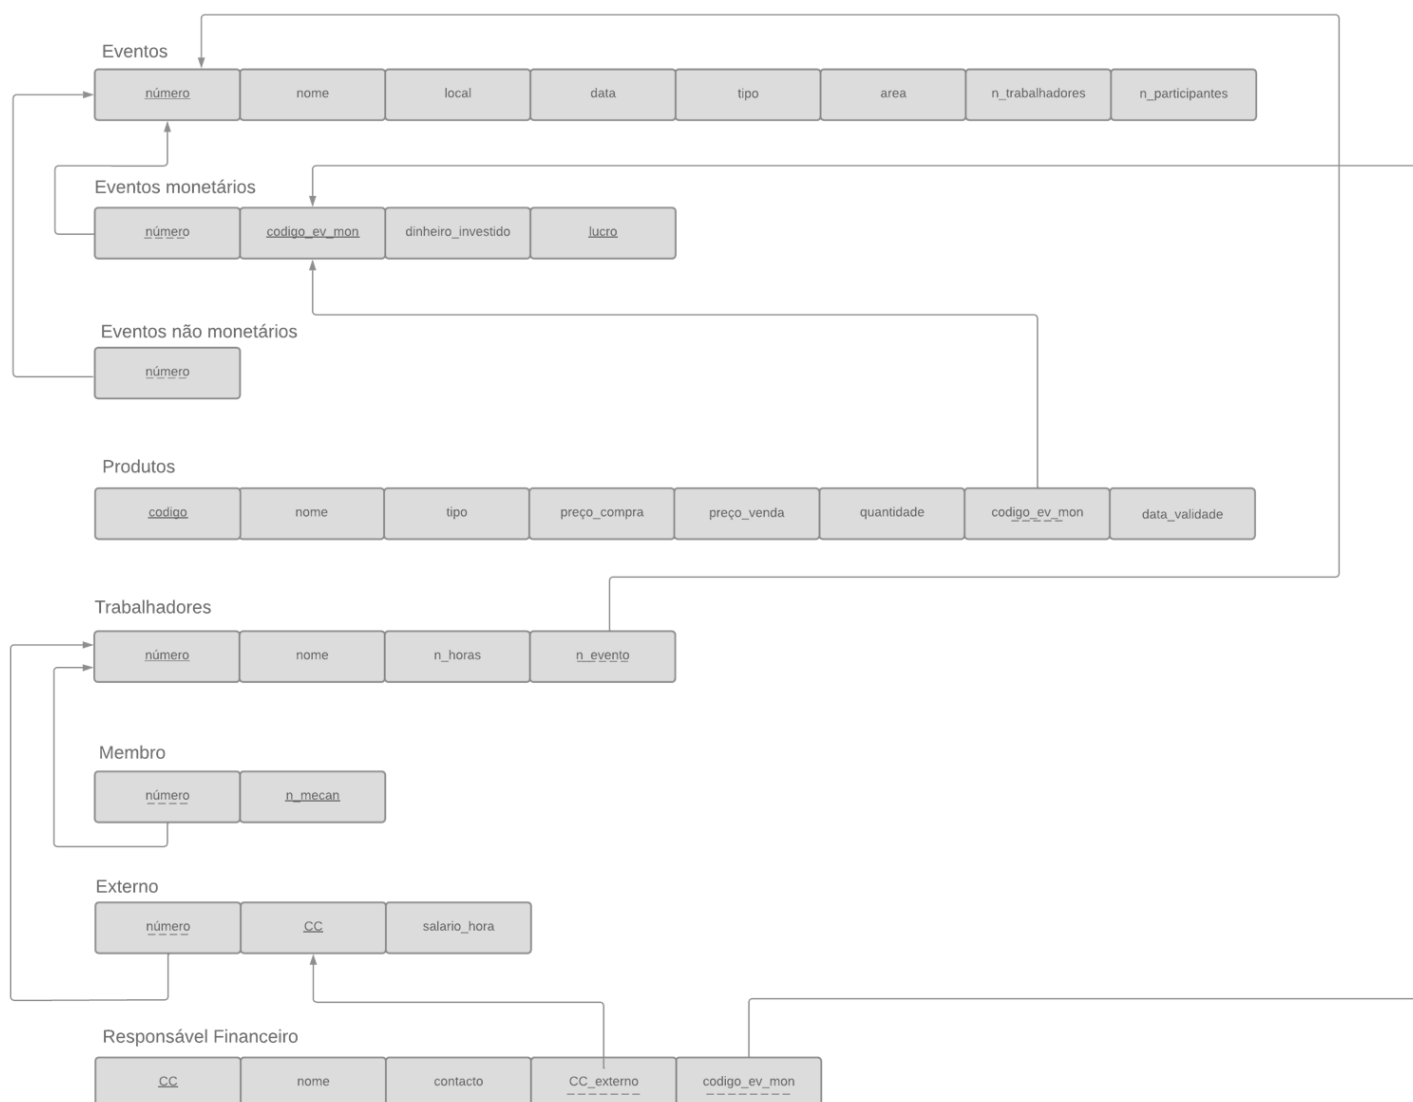 Eventos
número nome local data tipo area n_trabalhadores n_participantes
Eventos monetários
número codigo_ev_mon dinheiro_investido lucro
Eventos não monetários
número
Produtos
codigo nome tipo preço_compra preço_venda quantidade codigo_ev_mon data_validade
Trabalhadores
número nome n_horas n_evento
Membro
número n_mecan
Externo
número CC salario_hora
Responsável Financeiro
CC nome contacto CC_externo codigo_ev_mon